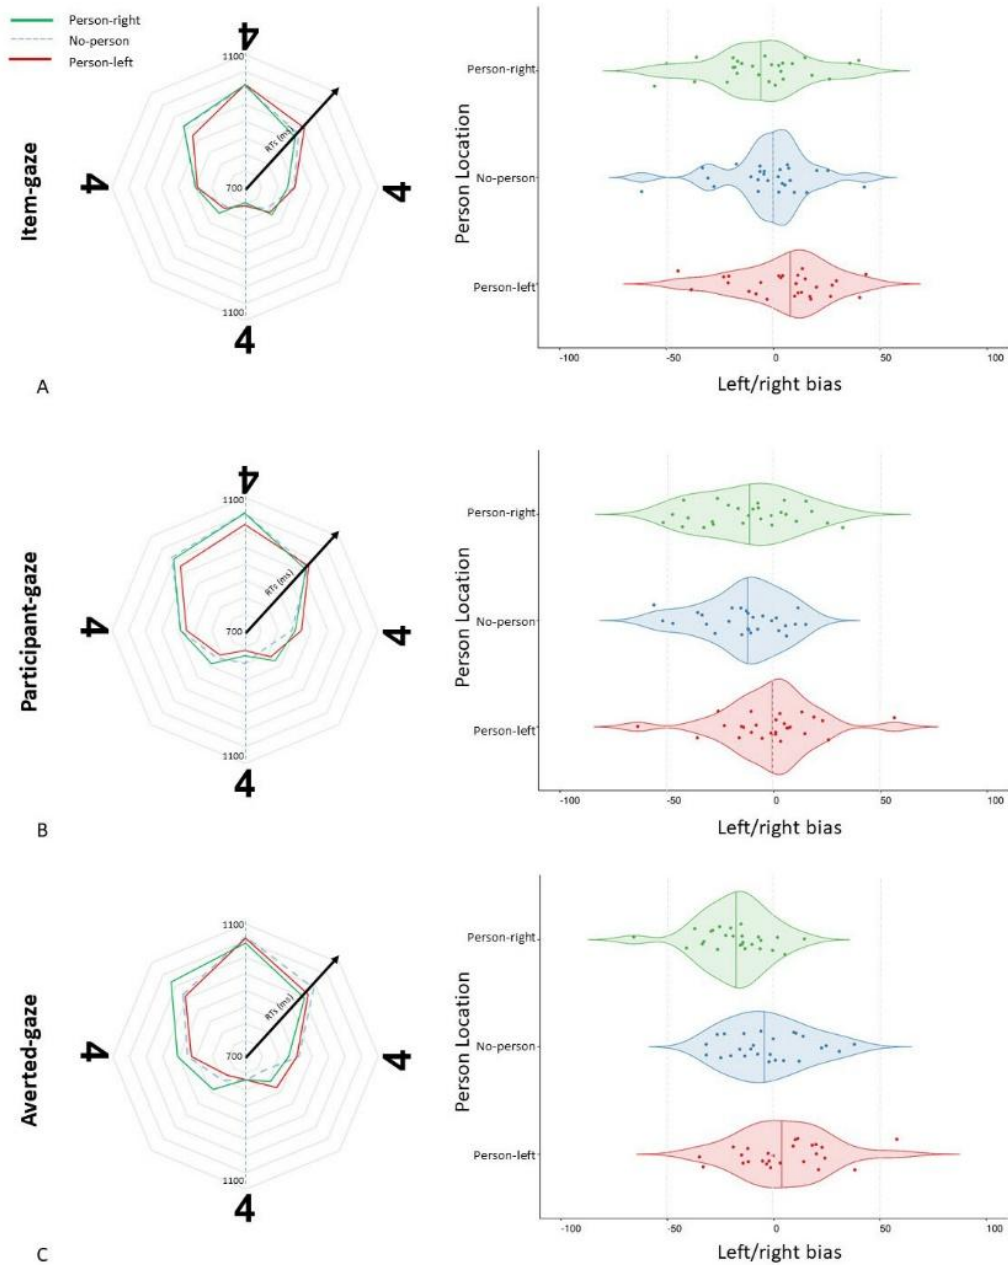 Person-right
No-person
Person-left
4
1100
RTs (ms)
4
700
4
1100
4
Item-gaze
A
Person-right
No-person
Person-left
Person Location
-100 -50 0 50 100
Left/right bias
4
1100
RTs (ms)
4
700
4
1100
4
Participant-gaze
B
Person-right
No-person
Person-left
Person Location
-100 -50 0 50 100
Left/right bias
4
1100
RTs (ms)
4
700
4
1100
4
Averted-gaze
C
Person-right
No-person
Person-left
Person Location
-100 -50 0 50 100
Left/right bias